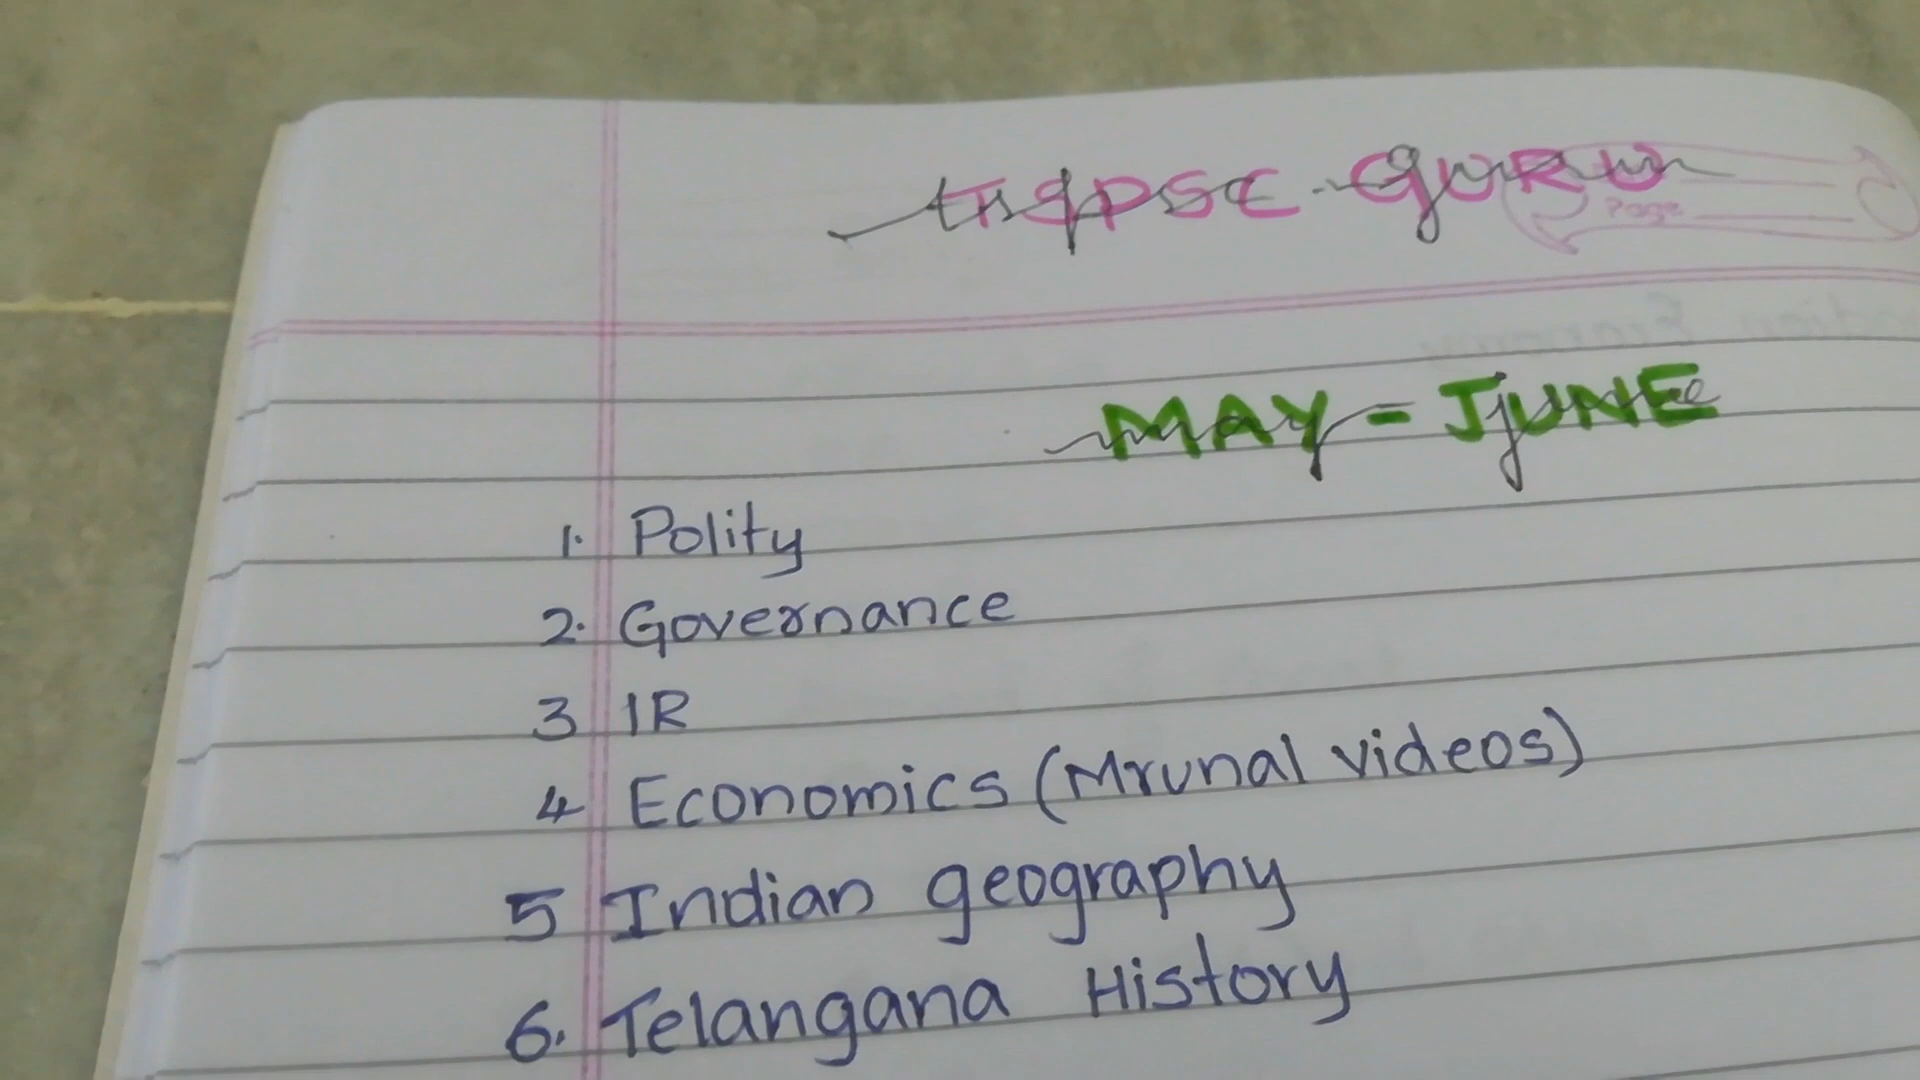 TSPSC GURU
Page
MAY - JUNE
1. Polity
2. Governance
3 IR
4 Economics (Mrunal videos)
5 Indian geography
6. Telangana History